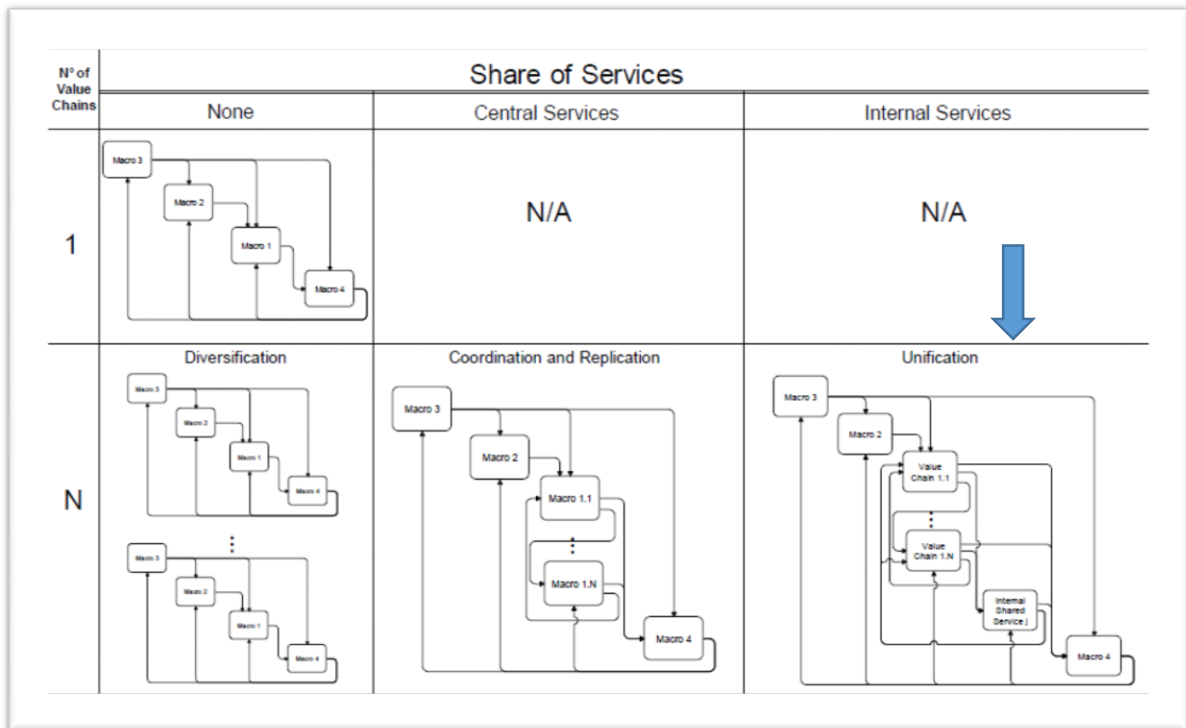 Nº of
Value
Chains
Share of Services
None
Central Services
Internal Services
1
Macro 3
Macro 2
Macro 1
Macro 4
N/A
N/A
N
Diversification
Macro 3
Macro 2
Macro 1
Macro 4
Macro 3
Macro 2
Macro 1
Macro 4
Coordination and Replication
Macro 3
Macro 2
Macro 1.1
Macro 1.N
Macro 4
Unification
Macro 3
Macro 2
Value
Chain 1.1
Value
Chain 1.N
Internal
Shared
Service j
Macro 4